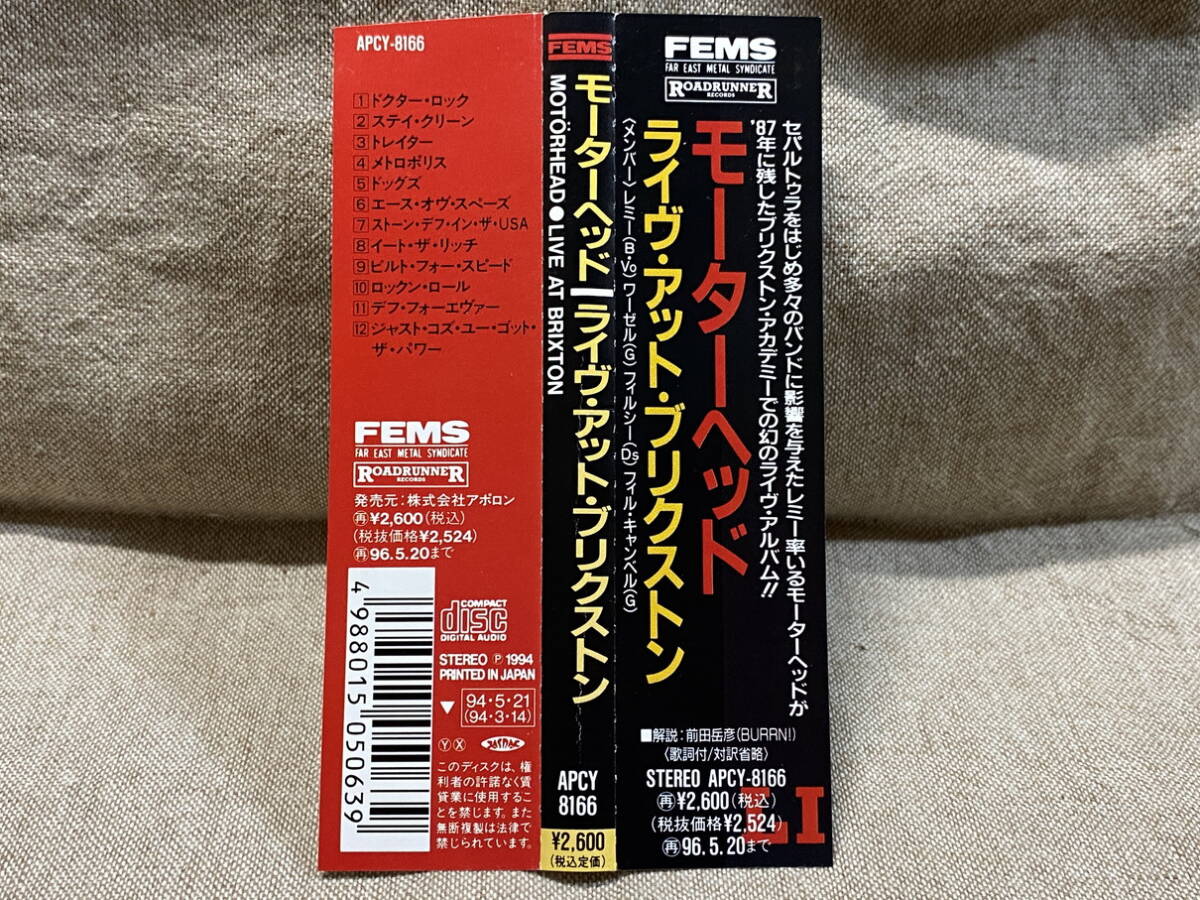 APCY-8166
1 ドクター・ロック
2 ステイ・クリーン
3 トレイター
4 メトロポリス
5 ドッグズ
6 エース・オヴ・スペーズ
7 ストーン・デフ・イン・ザ・USA
8 イート・ザ・リッチ
9 ビルト・フォー・スピード
10 ロックン・ロール
11 デフ・フォーエヴァー
12 ジャスト・コズ・ユー・ゴット・
ザ・パワー
FEMS
FAR EAST METAL SYNDICATE
ROADRUNNER
RECORDS
発売元:株式会社アポロン
再¥2,600(税込)
(税抜価格¥2,524)
再96.5.20まで
4 988015 050639
COMPACT
disc
DIGITAL AUDIO
STEREO Ⓟ 1994
PRINTED IN JAPAN
▼ 94・5・21
(94・3・14)
Ⓨ Ⓧ JASRAC
このディスクは、権
利者の許諾なく賃
貸業に使用するこ
とを禁じます。また
無断複製は法律で
禁じられています。
FEMS
モーターヘッド|ライヴ・アット・ブリクストン
MOTÖRHEAD●LIVE AT BRIXTON
APCY
8166
¥2,600
(税込定価)
FEMS
FAR EAST METAL SYNDICATE
ROADRUNNER
RECORDS
セパルトゥラをはじめ多々のバンドに影響を与えたレミー率いるモーターヘッドが
'87年に残したブリクストン・アカデミーでの幻のライヴ・アルバム!!
モーターヘッド
ライヴ・アット・ブリクストン
〈メンバー〉レミー(B・Vo)ワーゼル(G)フィルシー(Ds)フィル・キャンベル(G)
■解説:前田岳彦(BURRN!)
〈歌詞付/対訳省略〉
STEREO APCY-8166
再¥2,600(税込)
(税抜価格¥2,524)
再96.5.20まで
LI